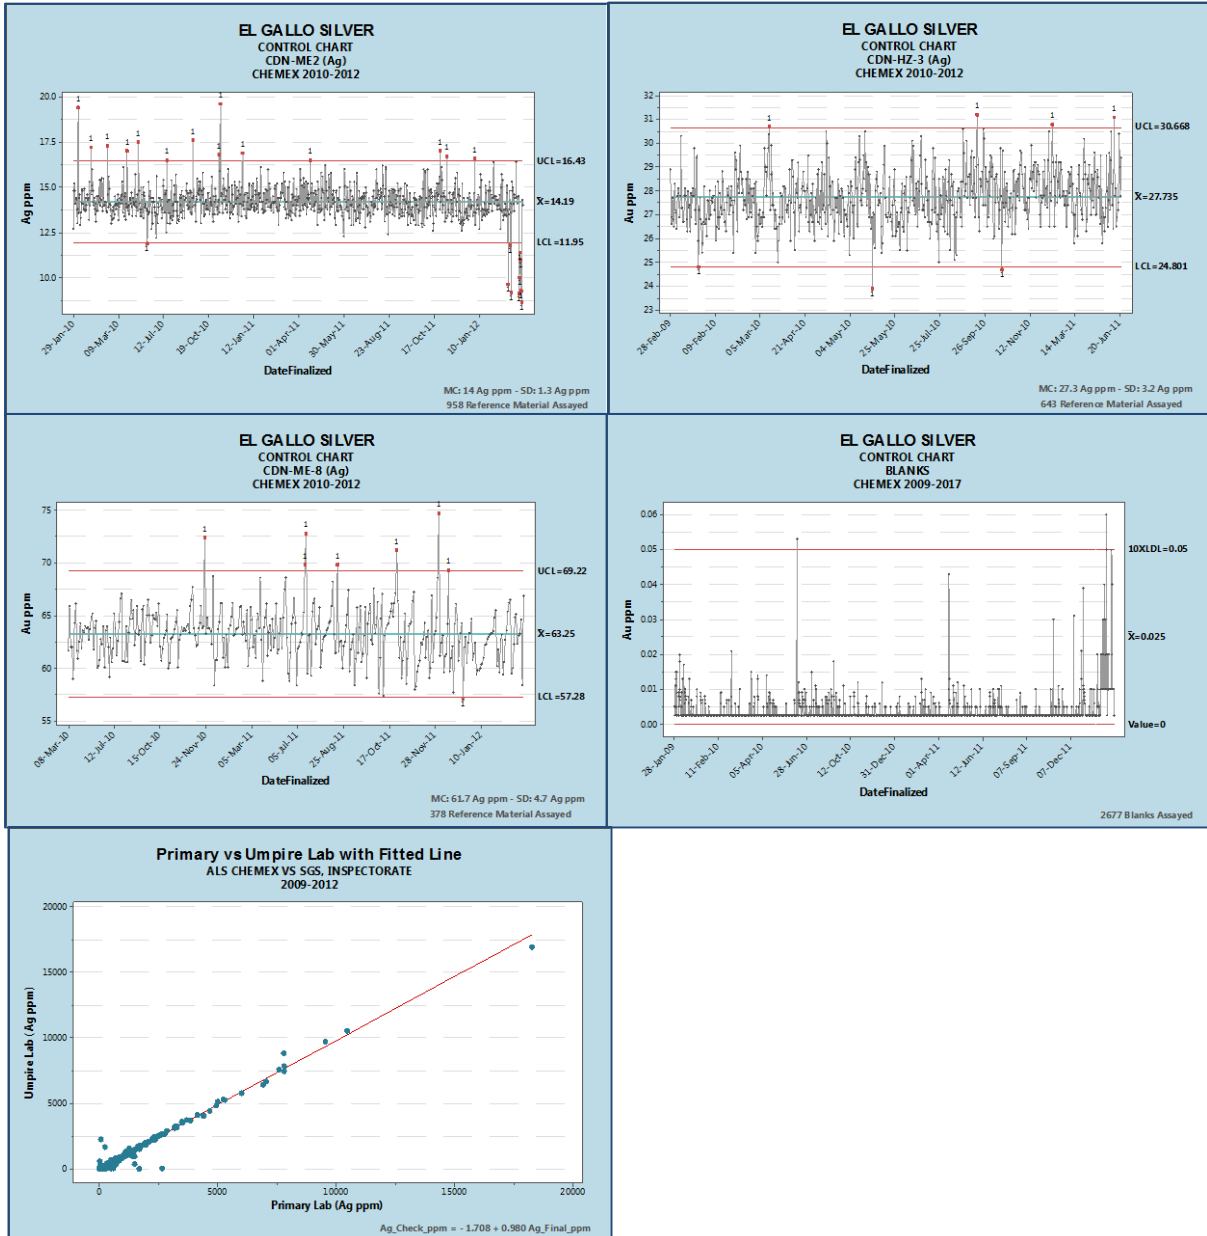 EL GALLO SILVER
CONTROL CHART
CDN-ME2 (Ag)
CHEMEX 2010-2012
Ag ppm
20.0
17.5
15.0
12.5
10.0
UCL=16.43
X̄=14.19
LCL=11.95
29-Jan-10
09-Mar-10
12-Jul-10
19-Oct-10
12-Jan-11
01-Apr-11
30-May-11
23-Aug-11
17-Oct-11
10-Jan-12
DateFinalized
MC: 14 Ag ppm - SD: 1.3 Ag ppm
958 Reference Material Assayed
EL GALLO SILVER
CONTROL CHART
CDN-HZ-3 (Ag)
CHEMEX 2010-2012
Au ppm
32
31
30
29
28
27
26
25
24
23
UCL=30.668
X̄=27.735
LCL=24.801
28-Feb-09
09-Feb-10
05-Mar-10
21-Apr-10
04-May-10
25-May-10
25-Jul-10
26-Sep-10
12-Nov-10
14-Mar-11
20-Jun-11
DateFinalized
MC: 27.3 Ag ppm - SD: 3.2 Ag ppm
643 Reference Material Assayed
EL GALLO SILVER
CONTROL CHART
CDN-ME-8 (Ag)
CHEMEX 2010-2012
Au ppm
75
70
65
60
55
UCL=69.22
X̄=63.25
LCL=57.28
08-Mar-10
12-Jul-10
15-Oct-10
24-Nov-10
05-Mar-11
05-Jul-11
25-Aug-11
17-Oct-11
28-Nov-11
10-Jan-12
DateFinalized
MC: 61.7 Ag ppm - SD: 4.7 Ag ppm
378 Reference Material Assayed
EL GALLO SILVER
CONTROL CHART
BLANKS
CHEMEX 2009-2017
Au ppm
0.06
0.05
0.04
0.03
0.02
0.01
0.00
10XLDL=0.05
X̄=0.025
Value=0
28-Jan-09
11-Feb-10
05-Apr-10
28-Jun-10
12-Oct-10
31-Dec-10
01-Apr-11
12-Jun-11
07-Sep-11
07-Dec-11
DateFinalized
2677 Blanks Assayed
Primary vs Umpire Lab with Fitted Line
ALS CHEMEX VS SGS, INSPECTORATE
2009-2012
Umpire Lab (Ag ppm)
20000
15000
10000
5000
0
0
5000
10000
15000
20000
Primary Lab (Ag ppm)
Ag_Check_ppm = - 1.708 + 0.980 Ag_Final_ppm